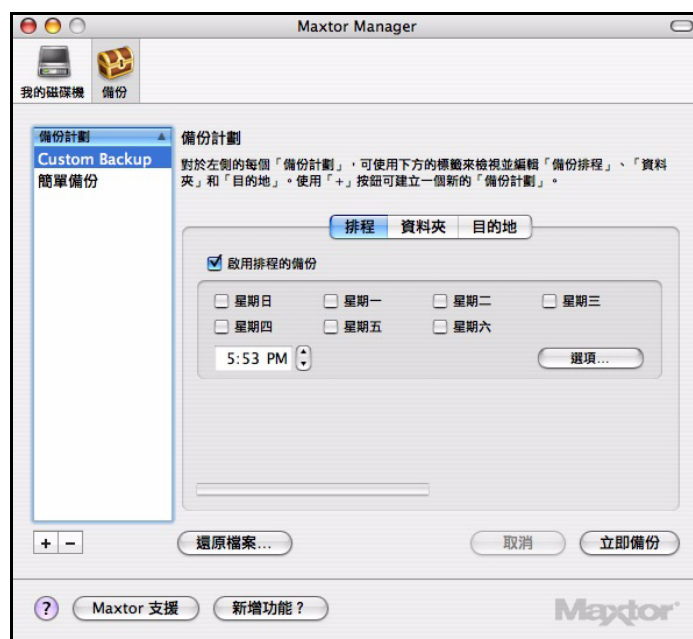 Maxtor Manager
我的磁碟機 備份
備份計劃
Custom Backup
簡單備份
備份計劃
對於左側的每個「備份計劃」，可使用下方的標籤來檢視並編輯「備份排程」、「資料
夾」和「目的地」。使用「+」按鈕可建立一個新的「備份計劃」。
排程 資料夾 目的地
啟用排程的備份
星期日 星期一 星期二 星期三
星期四 星期五 星期六
5:53 PM 選項...
+ − 還原檔案... 取消 立即備份
? Maxtor 支援 新增功能？ Maxtor